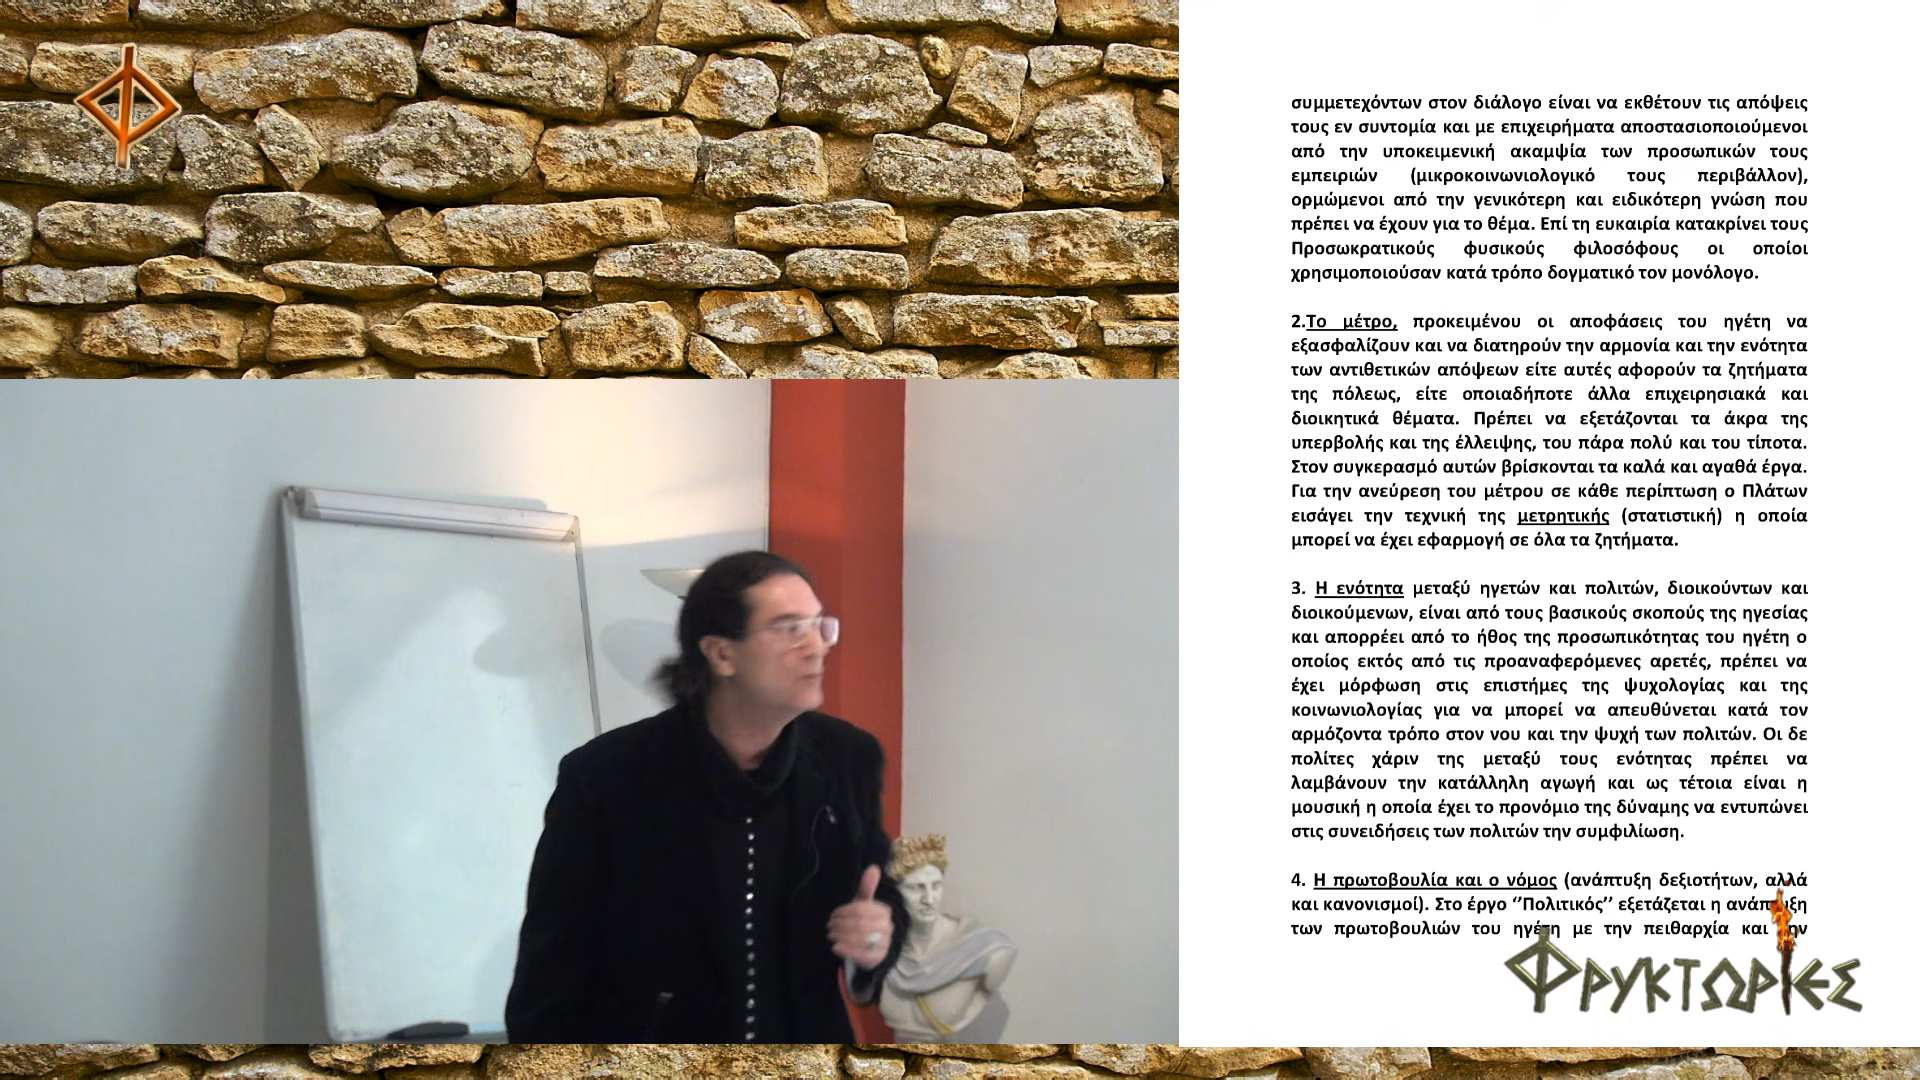 συμμετεχόντων στον διάλογο είναι να εκθέτουν τις απόψεις
τους εν συντομία και με επιχειρήματα αποστασιοποιούμενοι
από την υποκειμενική ακαμψία των προσωπικών τους
εμπειριών (μικροκοινωνιολογικό τους περιβάλλον),
ορμώμενοι από την γενικότερη και ειδικότερη γνώση που
πρέπει να έχουν για το θέμα. Επί τη ευκαιρία κατακρίνει τους
Προσωκρατικούς φυσικούς φιλοσόφους οι οποίοι
χρησιμοποιούσαν κατά τρόπο δογματικό τον μονόλογο.
2.Το μέτρο, προκειμένου οι αποφάσεις του ηγέτη να
εξασφαλίζουν και να διατηρούν την αρμονία και την ενότητα
των αντιθετικών απόψεων είτε αυτές αφορούν τα ζητήματα
της πόλεως, είτε οποιαδήποτε άλλα επιχειρησιακά και
διοικητικά θέματα. Πρέπει να εξετάζονται τα άκρα της
υπερβολής και της έλλειψης, του πάρα πολύ και του τίποτα.
Στον συγκερασμό αυτών βρίσκονται τα καλά και αγαθά έργα.
Για την ανεύρεση του μέτρου σε κάθε περίπτωση ο Πλάτων
εισάγει την τεχνική της μετρητικής (στατιστική) η οποία
μπορεί να έχει εφαρμογή σε όλα τα ζητήματα.
3. Η ενότητα μεταξύ ηγετών και πολιτών, διοικούντων και
διοικούμενων, είναι από τους βασικούς σκοπούς της ηγεσίας
και απορρέει από το ήθος της προσωπικότητας του ηγέτη ο
οποίος εκτός από τις προαναφερόμενες αρετές, πρέπει να
έχει μόρφωση στις επιστήμες της ψυχολογίας και της
κοινωνιολογίας για να μπορεί να απευθύνεται κατά τον
αρμόζοντα τρόπο στον νου και την ψυχή των πολιτών. Οι δε
πολίτες χάριν της μεταξύ τους ενότητας πρέπει να
λαμβάνουν την κατάλληλη αγωγή και ως τέτοια είναι η
μουσική η οποία έχει το προνόμιο της δύναμης να εντυπώνει
στις συνειδήσεις των πολιτών την συμφιλίωση.
4. Η πρωτοβουλία και ο νόμος (ανάπτυξη δεξιοτήτων, αλλά
και κανονισμοί). Στο έργο ‘’Πολιτικός’’ εξετάζεται η ανάπτυξη
των πρωτοβουλιών του ηγέτη με την πειθαρχία και την
ΦΡΥΚΤΩΡΙΕΣ